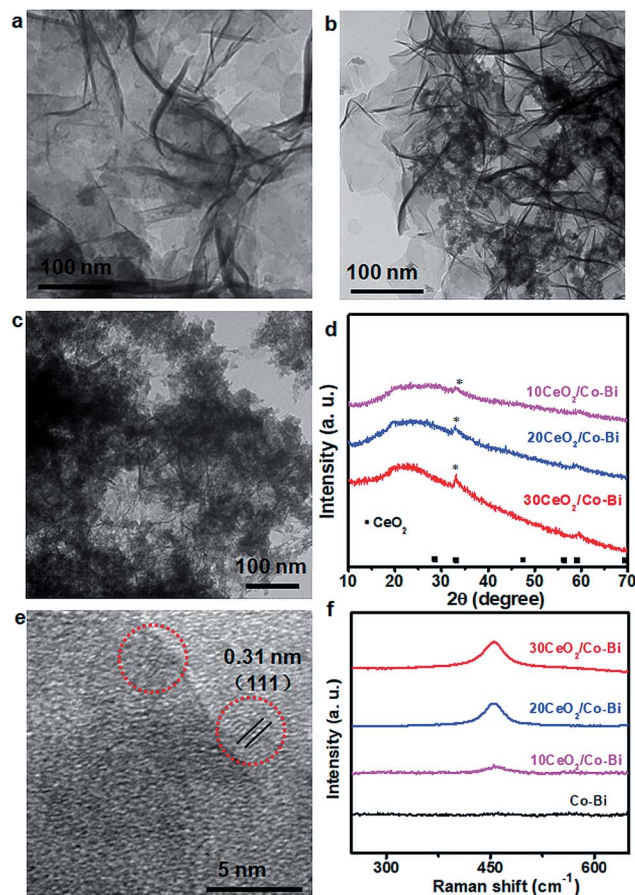 a
100 nm
b
100 nm
c
100 nm
d
Intensity (a. u.)
*
10CeO₂/Co-Bi
*
20CeO₂/Co-Bi
*
30CeO₂/Co-Bi
▪ CeO₂
10 20 30 40 50 60 70
2θ (degree)
e
0.31 nm
(111)
5 nm
f
Intensity (a. u.)
30CeO₂/Co-Bi
20CeO₂/Co-Bi
10CeO₂/Co-Bi
Co-Bi
300 450 600
Raman shift (cm⁻¹)